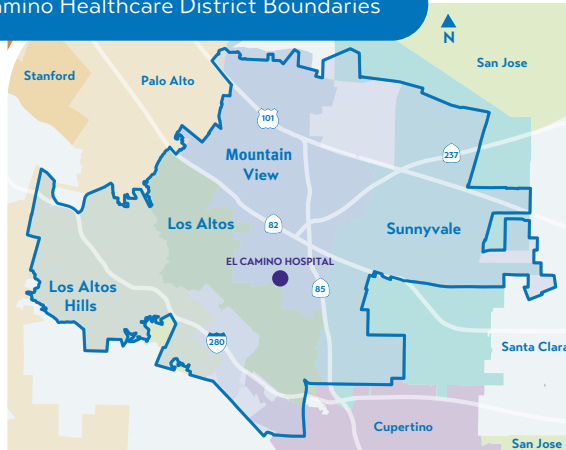 amino Healthcare District Boundaries
N
Stanford
Palo Alto
San Jose
101
Mountain
View
237
Los Altos
82
Sunnyvale
EL CAMINO HOSPITAL
85
Los Altos
Hills
280
Santa Clara
Cupertino
San Jose